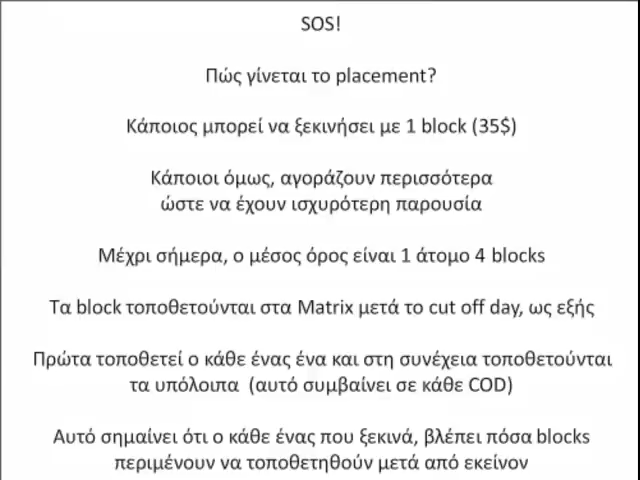 SOS!
Πώς γίνεται το placement?
Κάποιος μπορεί να ξεκινήσει με 1 block (35$)
Κάποιοι όμως, αγοράζουν περισσότερα
ώστε να έχουν ισχυρότερη παρουσία
Μέχρι σήμερα, ο μέσος όρος είναι 1 άτομο 4 blocks
Τα block τοποθετούνται στα Matrix μετά το cut off day, ως εξής
Πρώτα τοποθετεί ο κάθε ένας ένα και στη συνέχεια τοποθετούνται
τα υπόλοιπα (αυτό συμβαίνει σε κάθε COD)
Αυτό σημαίνει ότι ο κάθε ένας που ξεκινά, βλέπει πόσα blocks
περιμένουν να τοποθετηθούν μετά από εκείνον